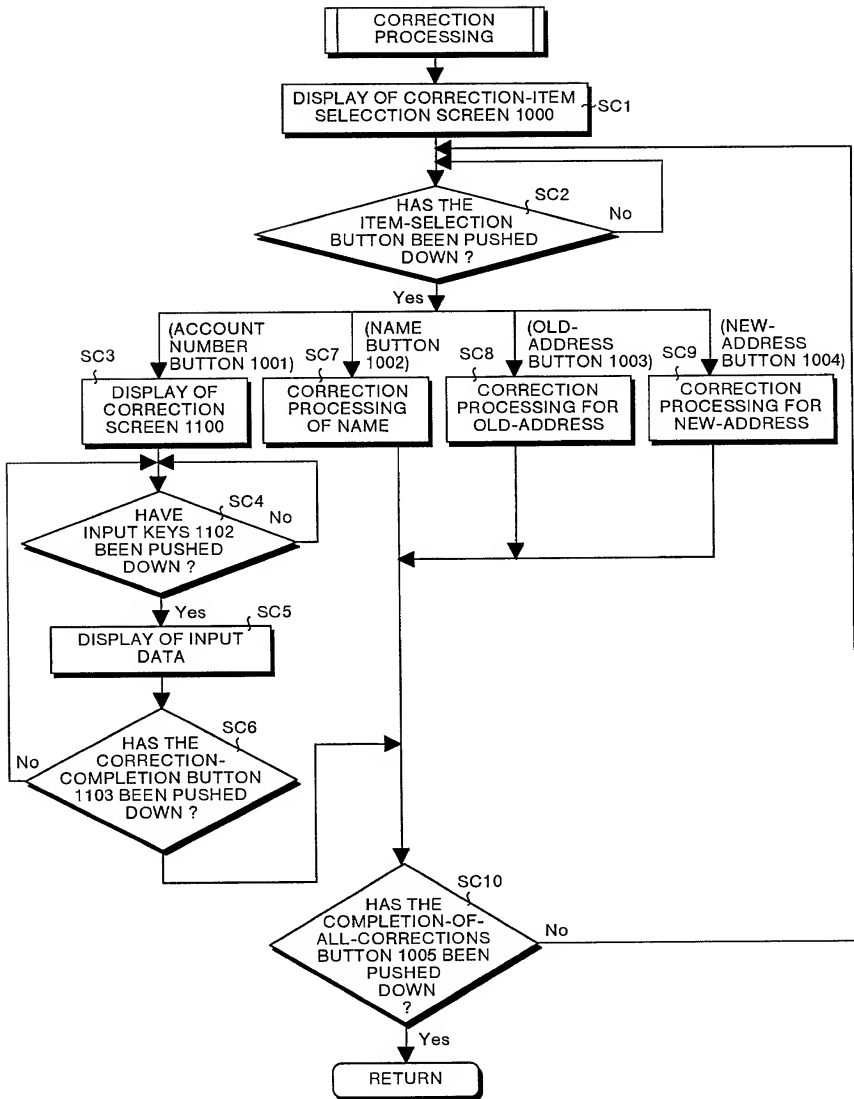 CORRECTION
PROCESSING
DISPLAY OF CORRECTION-ITEM
SELECCTION SCREEN 1000
SC1
SC2
HAS THE
ITEM-SELECTION
BUTTON BEEN PUSHED
DOWN ?
No
Yes
(ACCOUNT
NUMBER
BUTTON 1001)
(NAME
BUTTON
1002)
(OLD-
ADDRESS
BUTTON 1003)
(NEW-
ADDRESS
BUTTON 1004)
SC3
DISPLAY OF
CORRECTION
SCREEN 1100
SC7
CORRECTION
PROCESSING
OF NAME
SC8
CORRECTION
PROCESSING FOR
OLD-ADDRESS
SC9
CORRECTION
PROCESSING FOR
NEW-ADDRESS
SC4
HAVE
INPUT KEYS 1102
BEEN PUSHED
DOWN ?
No
Yes
SC5
DISPLAY OF INPUT
DATA
SC6
HAS THE
CORRECTION-
COMPLETION BUTTON
1103 BEEN PUSHED
DOWN ?
No
SC10
HAS THE
COMPLETION-OF-
ALL-CORRECTIONS
BUTTON 1005 BEEN
PUSHED
DOWN
?
No
Yes
RETURN